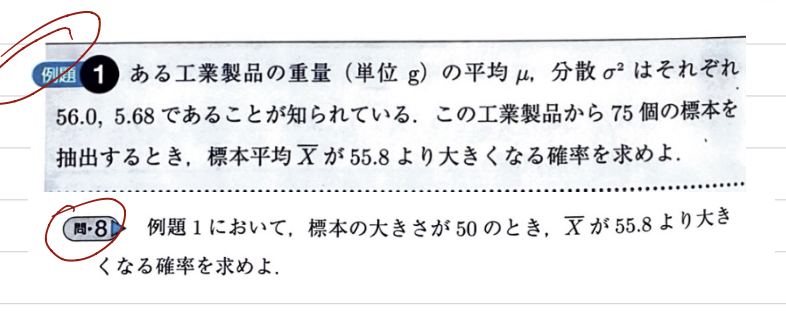 例題 1 ある工業製品の重量（単位 g）の平均 μ，分散 σ² はそれぞれ
56.0, 5.68 であることが知られている．この工業製品から 75 個の標本を
抽出するとき，標本平均 X̅ が 55.8 より大きくなる確率を求めよ．
問・8 例題 1 において，標本の大きさが 50 のとき，X̅ が 55.8 より大き
くなる確率を求めよ．